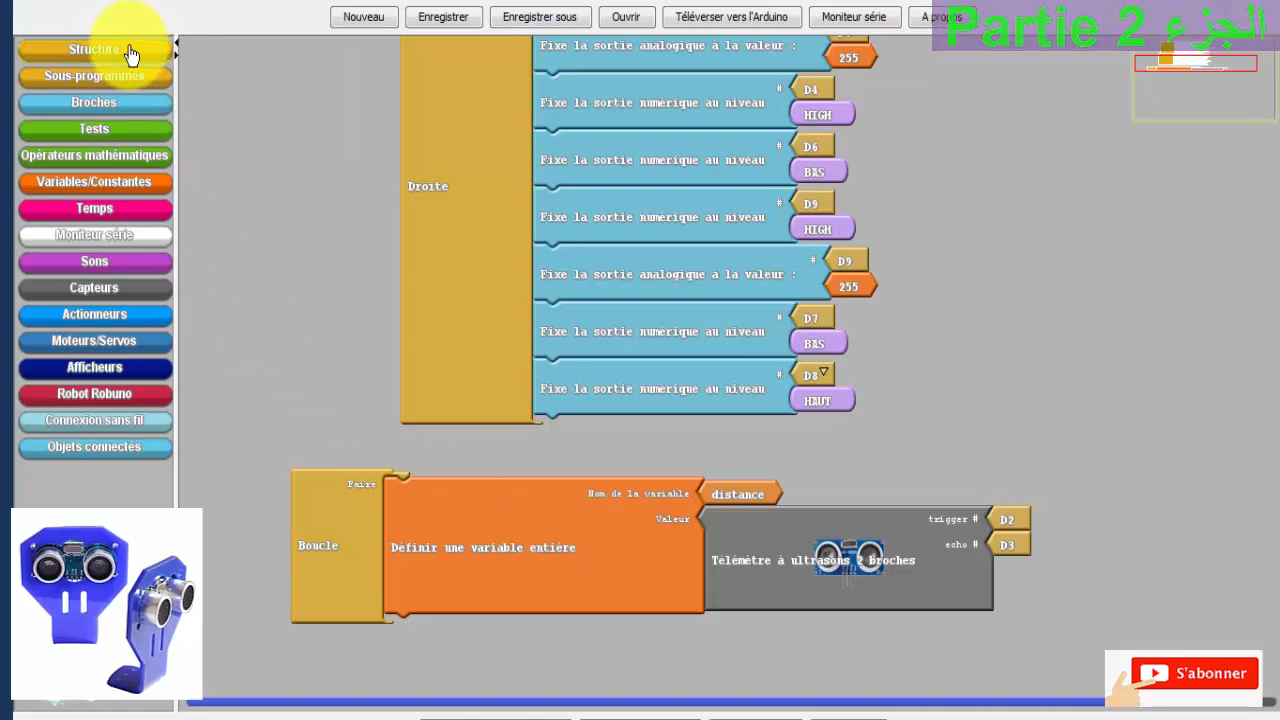 Nouveau
Enregistrer
Enregistrer sous
Ouvrir
Téléverser vers l'Arduino
Moniteur série
A propos
Partie 2 الجزء
Structure
Sous-programmes
Broches
Tests
Opérateurs mathématiques
Variables/Constantes
Temps
Moniteur série
Sons
Capteurs
Actionneurs
Moteurs/Servos
Afficheurs
Robot Robuno
Connexion sans fil
Objets connectés
Droite
Fixe la sortie analogique à la valeur :
255
Fixe la sortie numérique au niveau
# D4
HIGH
Fixe la sortie numérique au niveau
# D6
BAS
Fixe la sortie numérique au niveau
# D9
HIGH
Fixe la sortie analogique à la valeur :
# D9
255
Fixe la sortie numérique au niveau
# D7
BAS
Fixe la sortie numérique au niveau
# D8
HAUT
Boucle
Faire
Définir une variable entière
Nom de la variable
distance
Valeur
Télémètre à ultrasons 2 broches
trigger # D2
echo # D3
S'abonner